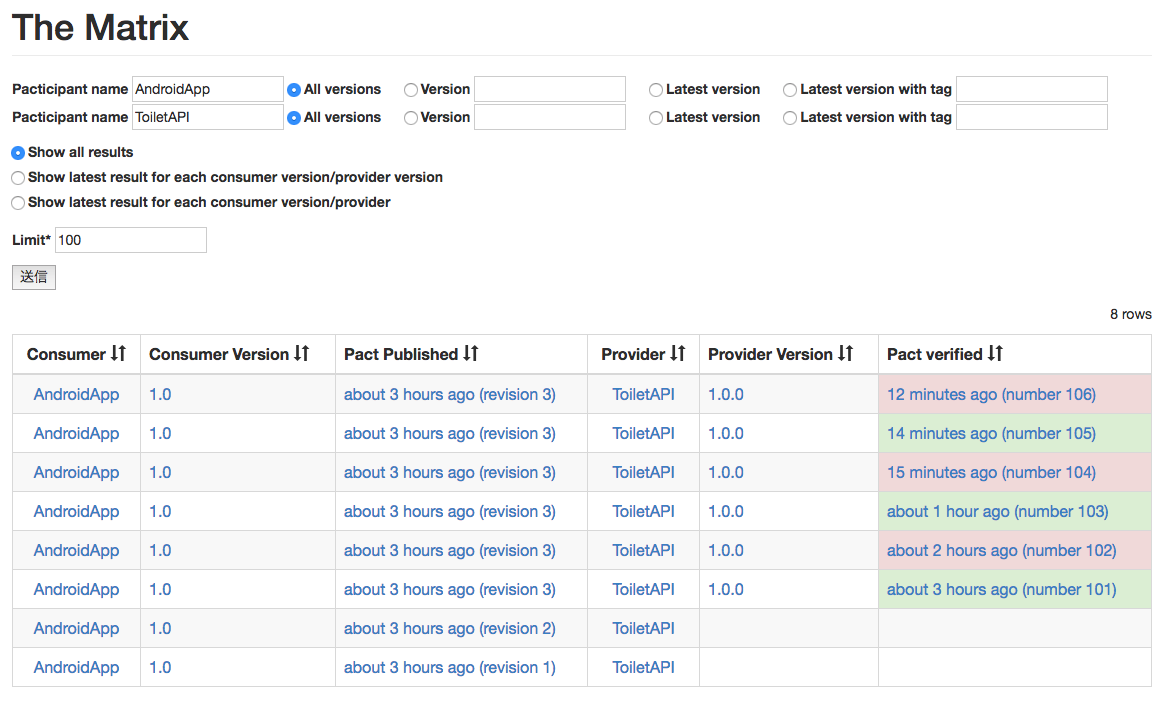 The Matrix
Pacticipant name AndroidApp All versions Version Latest version Latest version with tag
Pacticipant name ToiletAPI All versions Version Latest version Latest version with tag
Show all results
Show latest result for each consumer version/provider version
Show latest result for each consumer version/provider
Limit* 100
送信
8 rows
Consumer Consumer Version Pact Published Provider Provider Version Pact verified
AndroidApp 1.0 about 3 hours ago (revision 3) ToiletAPI 1.0.0 12 minutes ago (number 106)
AndroidApp 1.0 about 3 hours ago (revision 3) ToiletAPI 1.0.0 14 minutes ago (number 105)
AndroidApp 1.0 about 3 hours ago (revision 3) ToiletAPI 1.0.0 15 minutes ago (number 104)
AndroidApp 1.0 about 3 hours ago (revision 3) ToiletAPI 1.0.0 about 1 hour ago (number 103)
AndroidApp 1.0 about 3 hours ago (revision 3) ToiletAPI 1.0.0 about 2 hours ago (number 102)
AndroidApp 1.0 about 3 hours ago (revision 3) ToiletAPI 1.0.0 about 3 hours ago (number 101)
AndroidApp 1.0 about 3 hours ago (revision 2) ToiletAPI
AndroidApp 1.0 about 3 hours ago (revision 1) ToiletAPI